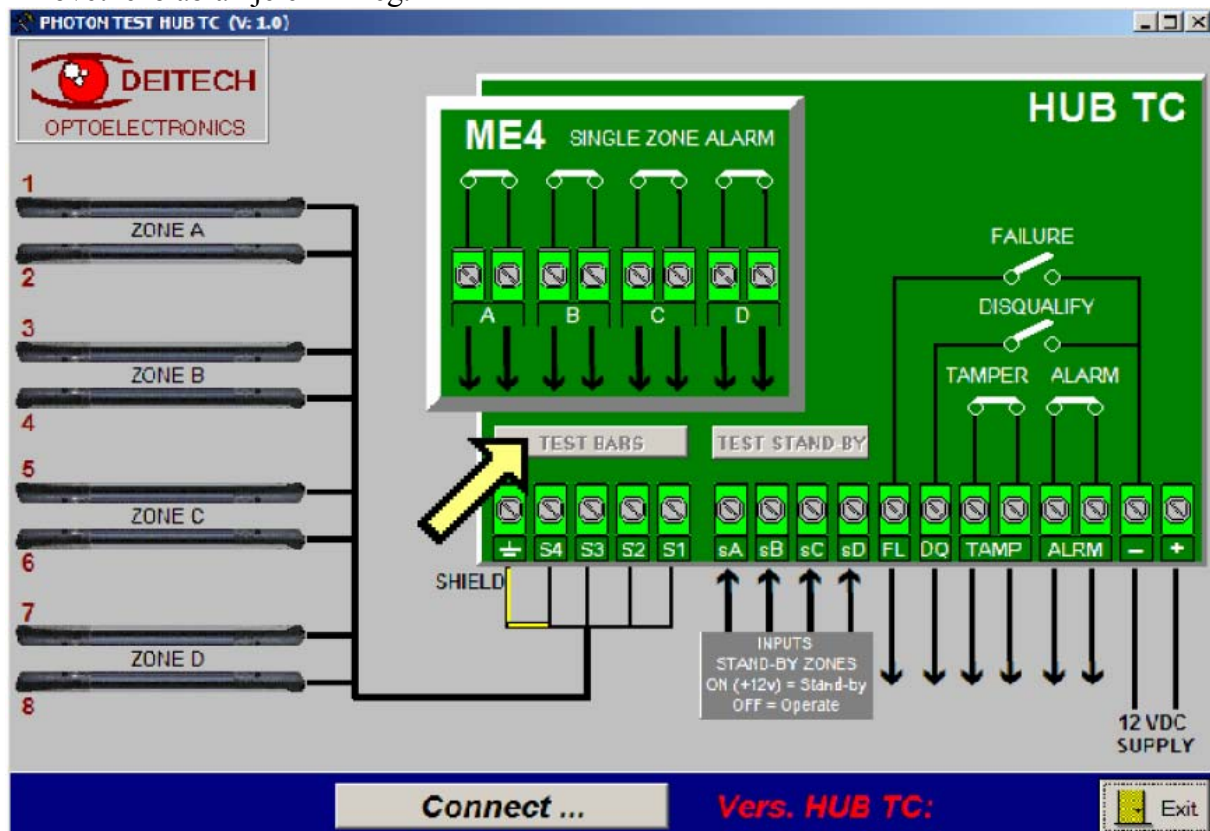 PHOTON TEST HUB TC (V: 1.0)
DEITECH
OPTOELECTRONICS
HUB TC
ME4 SINGLE ZONE ALARM
A B C D
FAILURE
DISQUALIFY
TAMPER ALARM
1
ZONE A
2
3
ZONE B
4
5
ZONE C
6
7
ZONE D
8
TEST BARS
TEST STAND-BY
S4 S3 S2 S1 sA sB sC sD FL DQ TAMP ALRM - +
SHIELD
INPUTS
STAND-BY ZONES
ON (+12v) = Stand-by
OFF = Operate
12 VDC
SUPPLY
Connect ...
Vers. HUB TC:
Exit